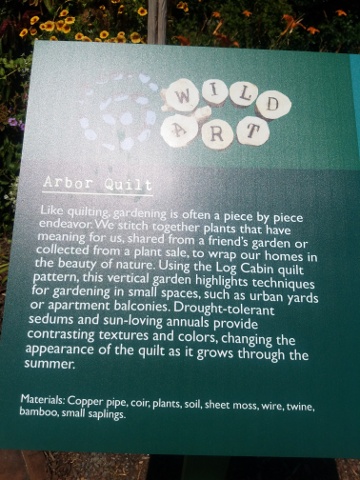 WILD
ART
Arbor Quilt
Like quilting, gardening is often a piece by piece
endeavor. We stitch together plants that have
meaning for us, shared from a friend's garden or
collected from a plant sale, to wrap our homes in
the beauty of nature. Using the Log Cabin quilt
pattern, this vertical garden highlights techniques
for gardening in small spaces, such as urban yards
or apartment balconies. Drought-tolerant
sedums and sun-loving annuals provide
contrasting textures and colors, changing the
appearance of the quilt as it grows through the
summer.
Materials: Copper pipe, coir, plants, soil, sheet moss, wire, twine,
bamboo, small saplings.